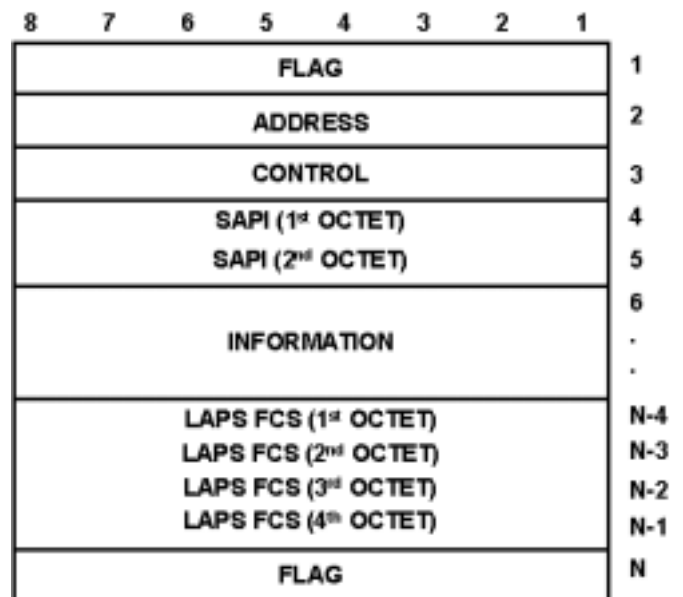 8 7 6 5 4 3 2 1
FLAG 1
ADDRESS 2
CONTROL 3
SAPI (1st OCTET) 4
SAPI (2nd OCTET) 5
6
INFORMATION .
.
LAPS FCS (1st OCTET) N-4
LAPS FCS (2nd OCTET) N-3
LAPS FCS (3rd OCTET) N-2
LAPS FCS (4th OCTET) N-1
FLAG N